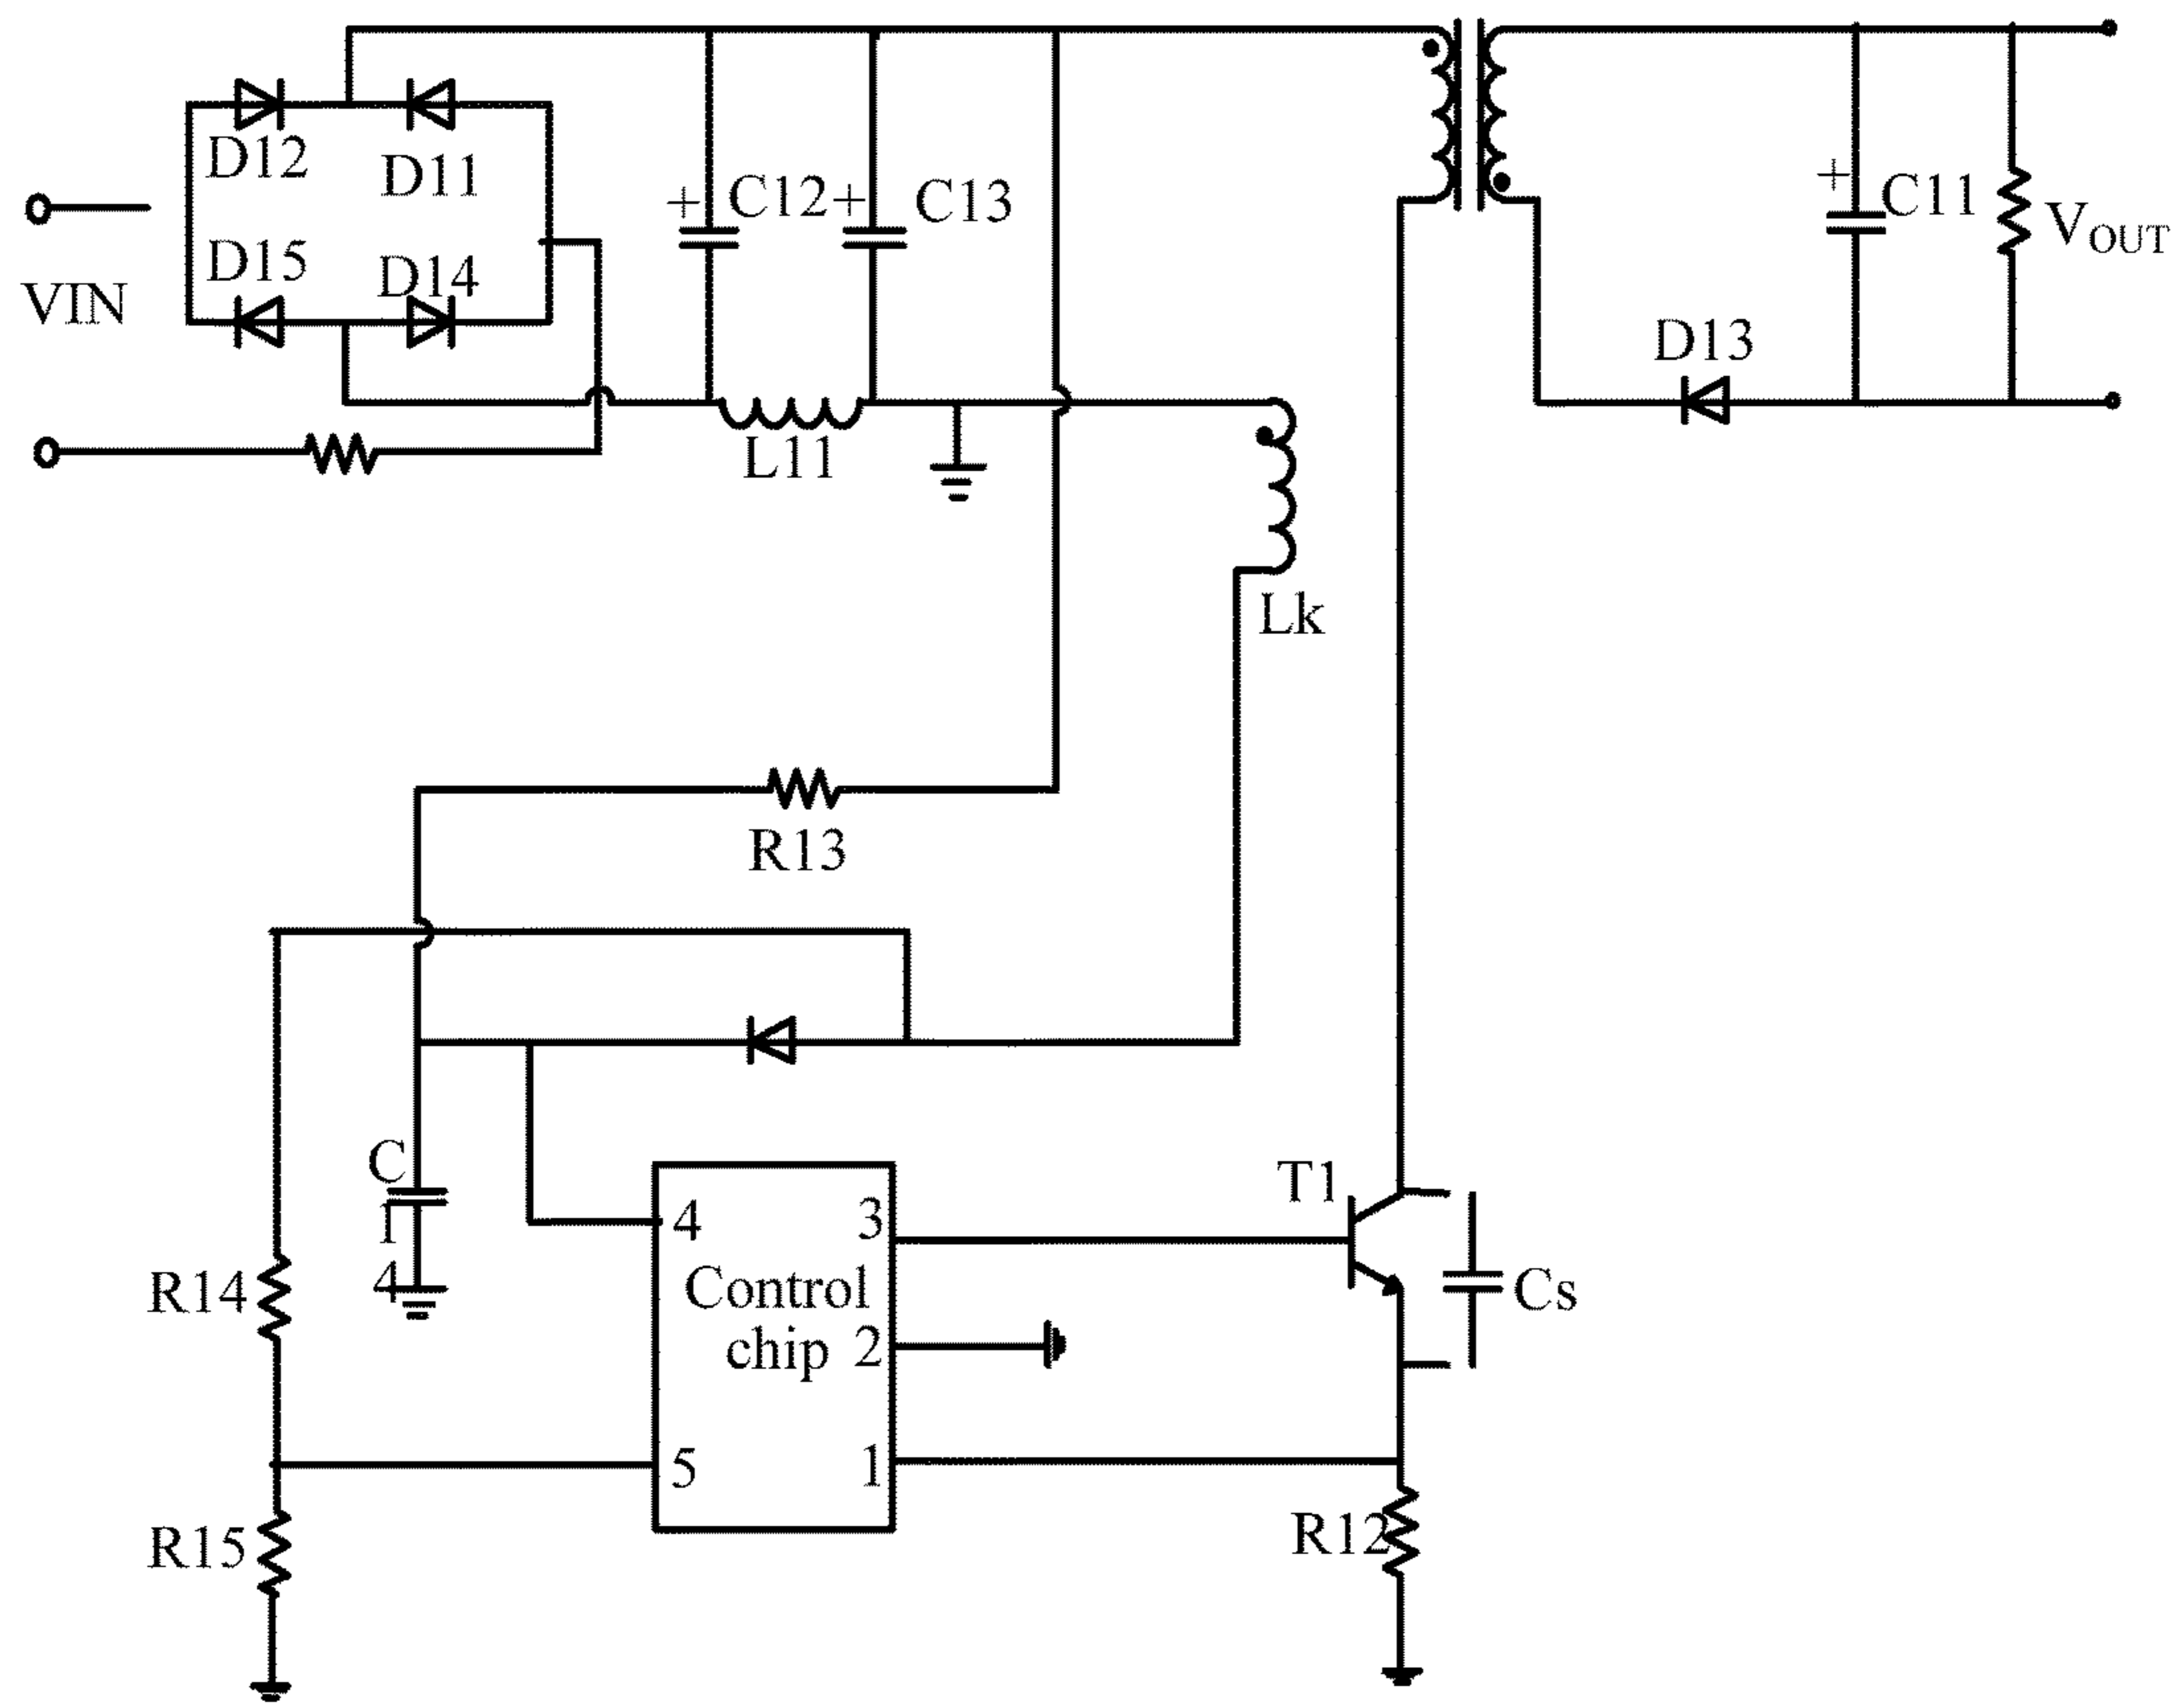 D12
D11
C12
C13
C11
VOUT
D15
D14
VIN
D13
L11
Lk
R13
C
1
4
T1
4
3
Control
chip
2
Cs
R14
5
1
R15
R12